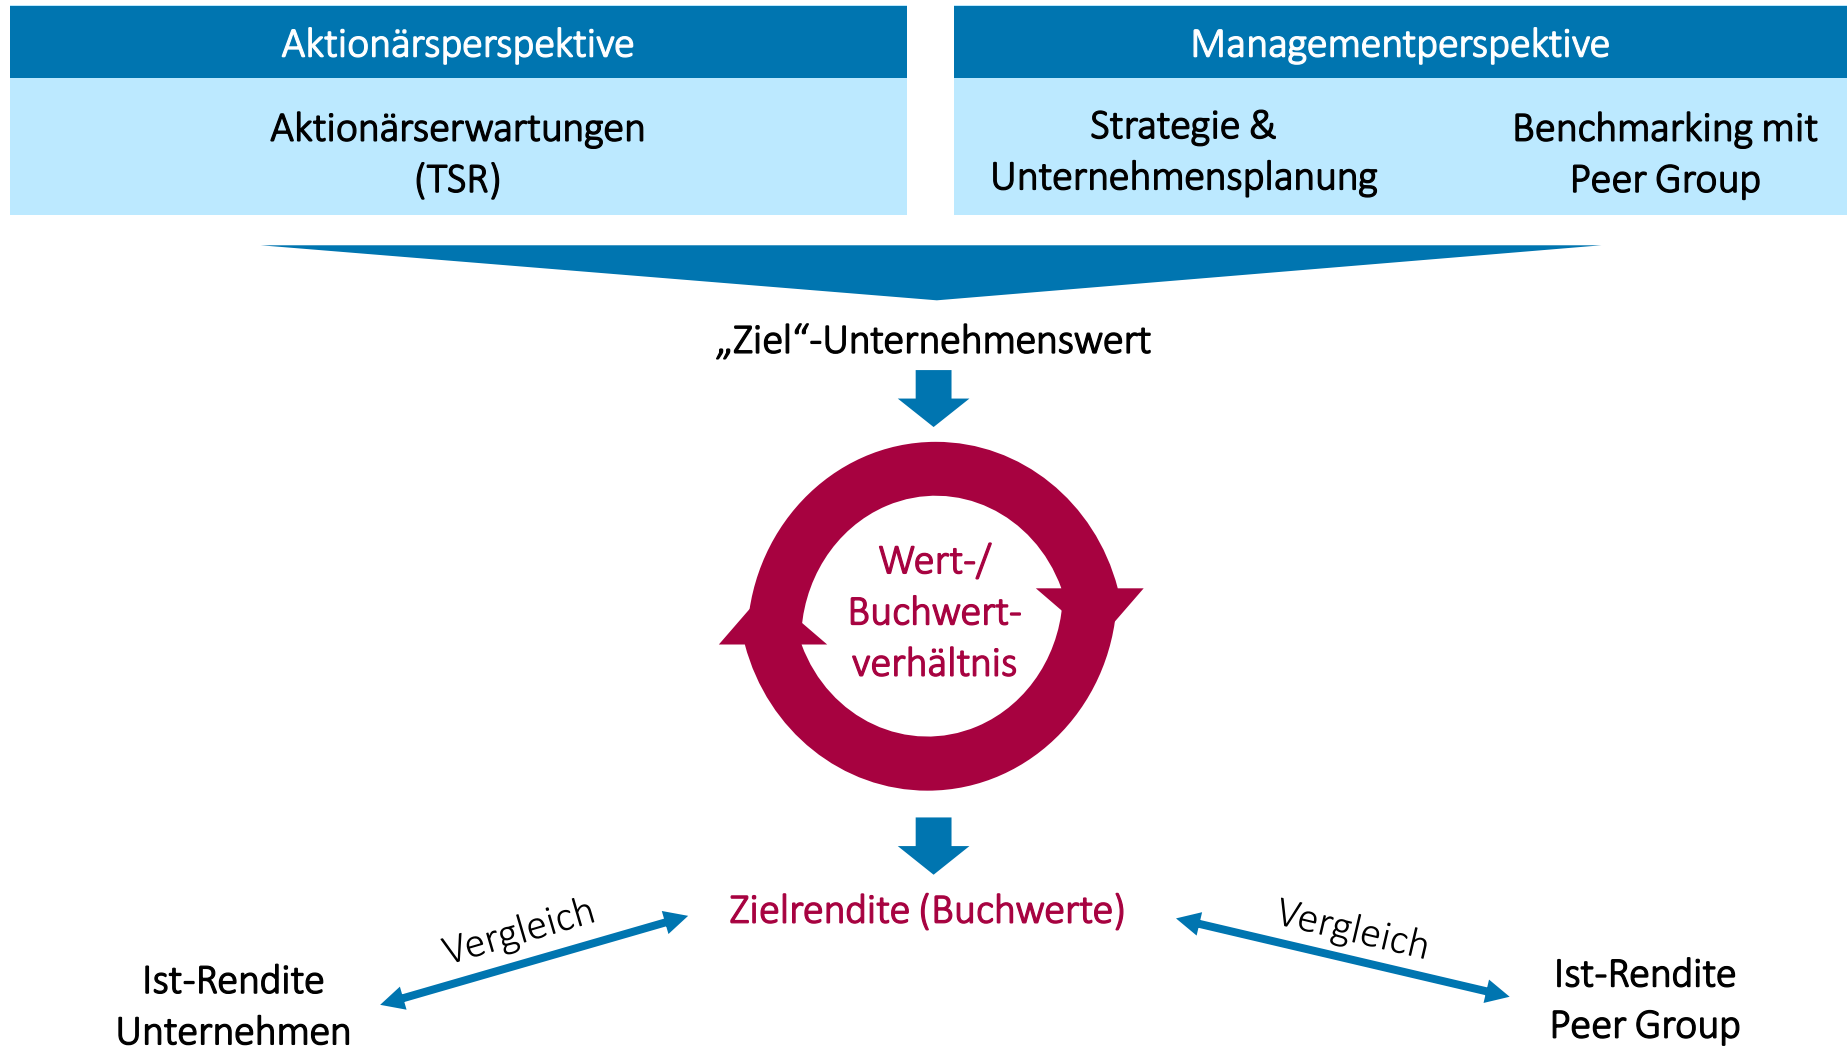 Aktionärsperspektive
Aktionärserwartungen
(TSR)
Managementperspektive
Strategie &
Unternehmensplanung
Benchmarking mit
Peer Group
„Ziel“-Unternehmenswert
Wert-/
Buchwert-
verhältnis
Zielrendite (Buchwerte)
Vergleich
Vergleich
Ist-Rendite
Unternehmen
Ist-Rendite
Peer Group